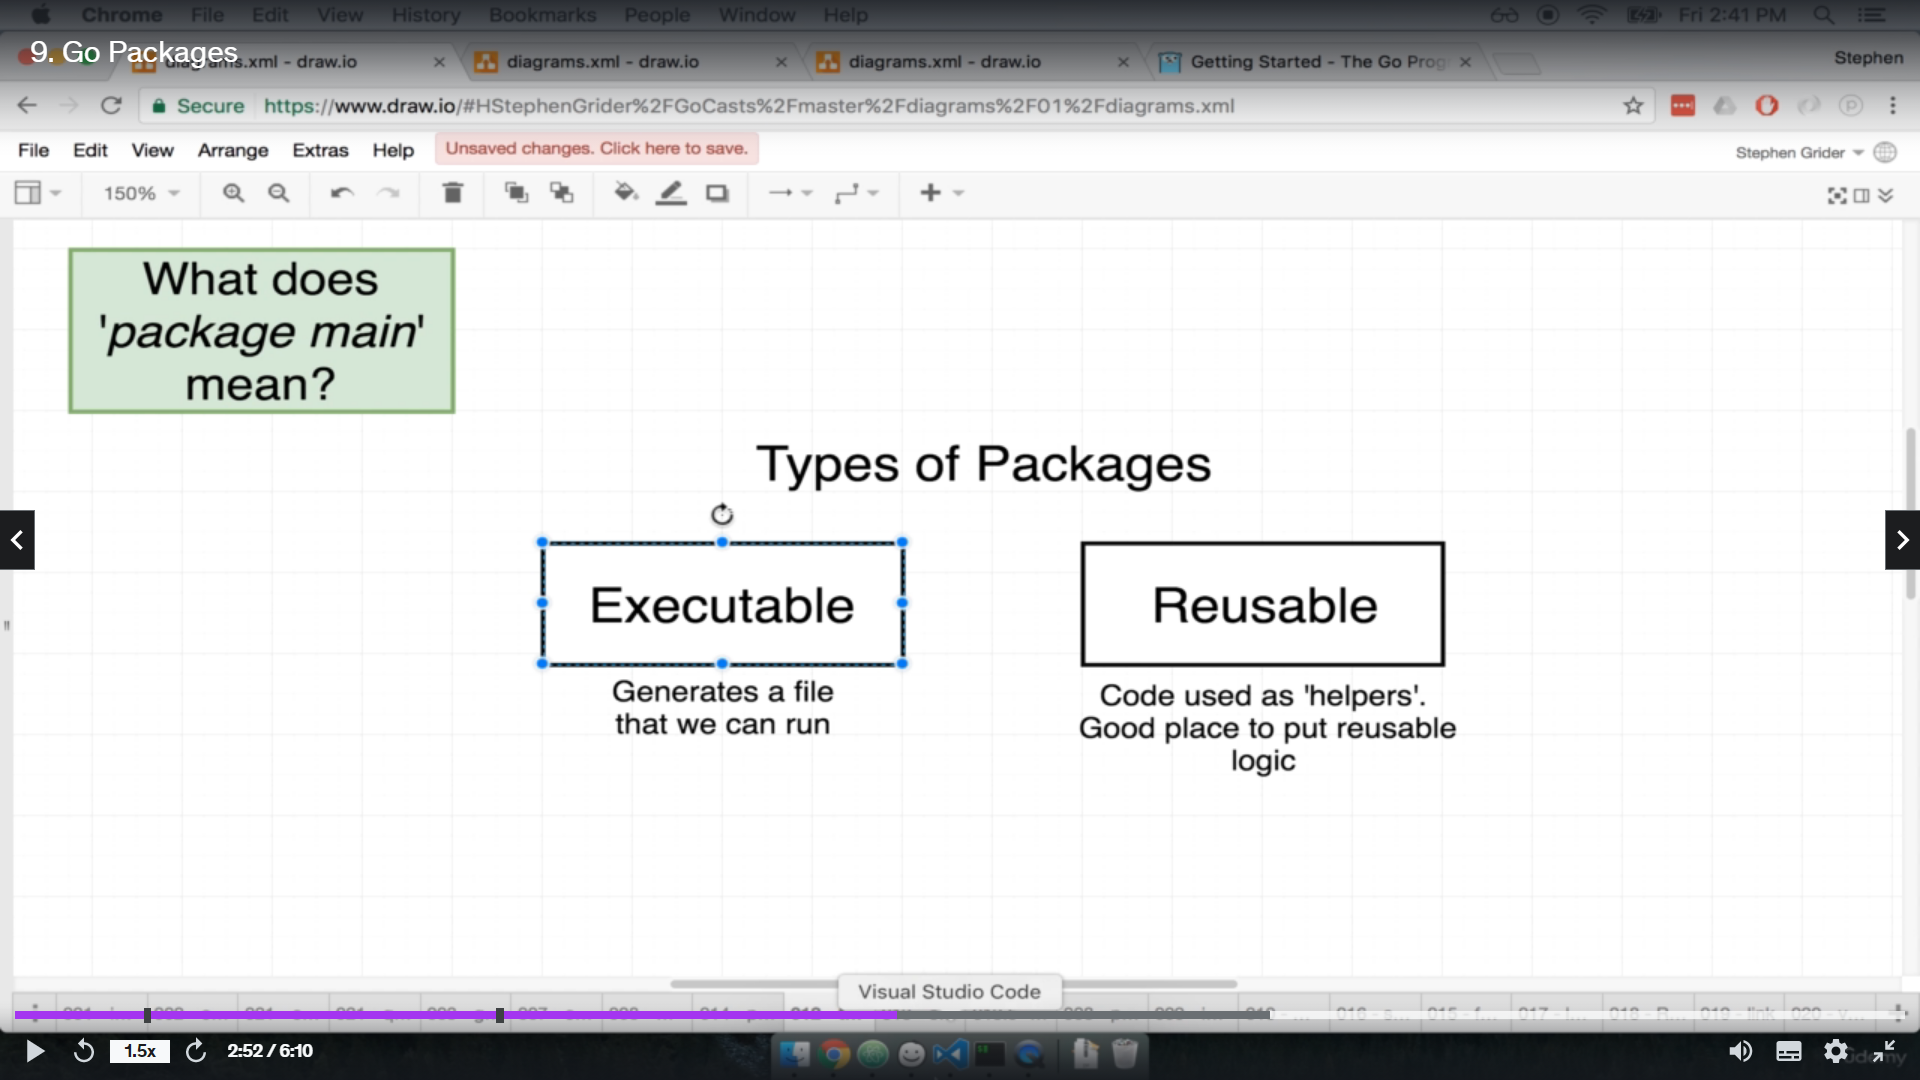 Chrome File Edit View History Bookmarks People Window Help Fri 2:41 PM
9. Go Packages
diagrams.xml - draw.io
diagrams.xml - draw.io
diagrams.xml - draw.io
Getting Started - The Go Prog
Stephen
Secure https://www.draw.io/#HStephenGrider%2FGoCasts%2Fmaster%2Fdiagrams%2F01%2Fdiagrams.xml
File Edit View Arrange Extras Help Unsaved changes. Click here to save. Stephen Grider
150%
What does
'package main'
mean?
Types of Packages
Executable
Reusable
Generates a file
that we can run
Code used as 'helpers'.
Good place to put reusable
logic
Visual Studio Code
1.5x 2:52 / 6:10